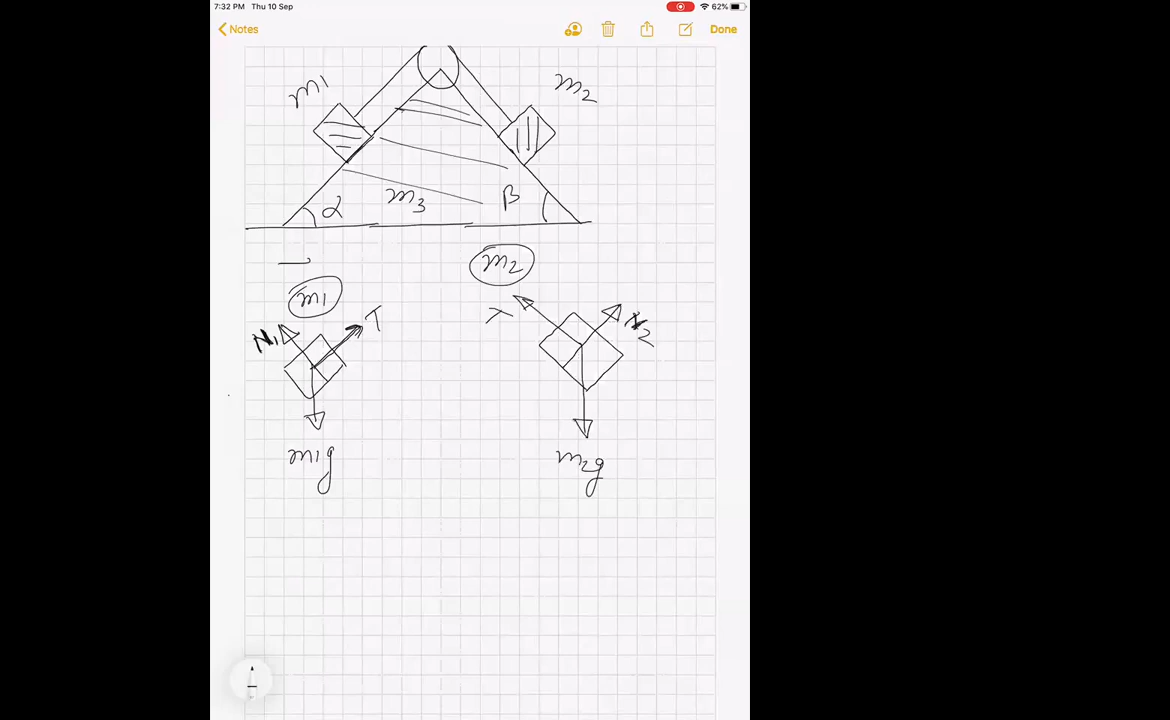 7:32 PM Thu 10 Sep
62%
Notes
Done
m1
m2
α
m3
β
m2
m1
N1
T
T
N2
m1g
m2g